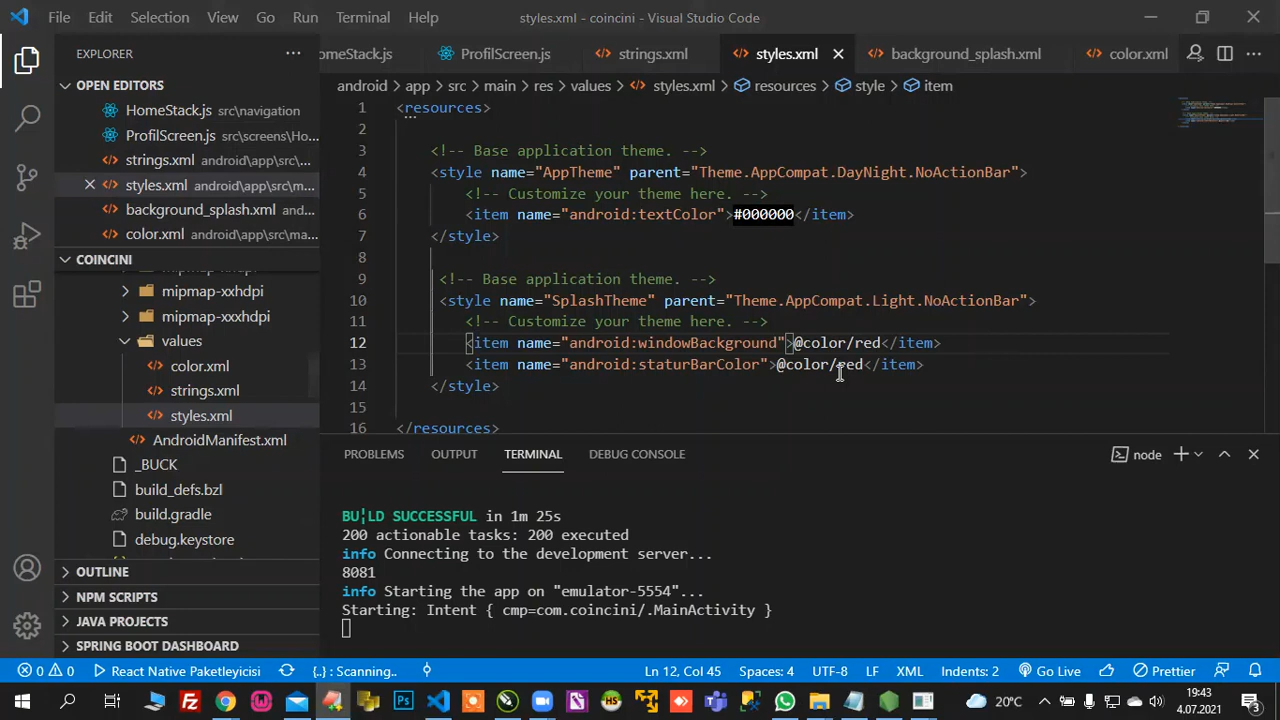 File Edit Selection View Go Run Terminal Help styles.xml - coincini - Visual Studio Code
EXPLORER
omeStack.js ProfilScreen.js strings.xml styles.xml background_splash.xml color.xml
OPEN EDITORS
HomeStack.js src\navigation
ProfilScreen.js src\screens\Ho...
strings.xml android\app\src\m...
styles.xml android\app\src\m...
background_splash.xml andr...
color.xml android\app\src\ma...
COINCINI
mipmap-xxhdpi
mipmap-xxxhdpi
values
color.xml
strings.xml
styles.xml
AndroidManifest.xml
_BUCK
build_defs.bzl
build.gradle
debug.keystore
OUTLINE
NPM SCRIPTS
JAVA PROJECTS
SPRING BOOT DASHBOARD
android > app > src > main > res > values > styles.xml > resources > style > item
1 <resources>
2
3 <!-- Base application theme. -->
4 <style name="AppTheme" parent="Theme.AppCompat.DayNight.NoActionBar">
5 <!-- Customize your theme here. -->
6 <item name="android:textColor">#000000</item>
7 </style>
8
9 <!-- Base application theme. -->
10 <style name="SplashTheme" parent="Theme.AppCompat.Light.NoActionBar">
11 <!-- Customize your theme here. -->
12 <item name="android:windowBackground">@color/red</item>
13 <item name="android:staturBarColor">@color/red</item>
14 </style>
15
16 </resources>
PROBLEMS OUTPUT TERMINAL DEBUG CONSOLE node
BU¦LD SUCCESSFUL in 1m 25s
200 actionable tasks: 200 executed
info Connecting to the development server...
8081
info Starting the app on "emulator-5554"...
Starting: Intent { cmp=com.coincini/.MainActivity }
0 0 React Native Paketleyicisi {..} : Scanning.. Ln 12, Col 45 Spaces: 4 UTF-8 LF XML Indents: 2 Go Live Prettier
20°C 19:43
4.07.2021
3